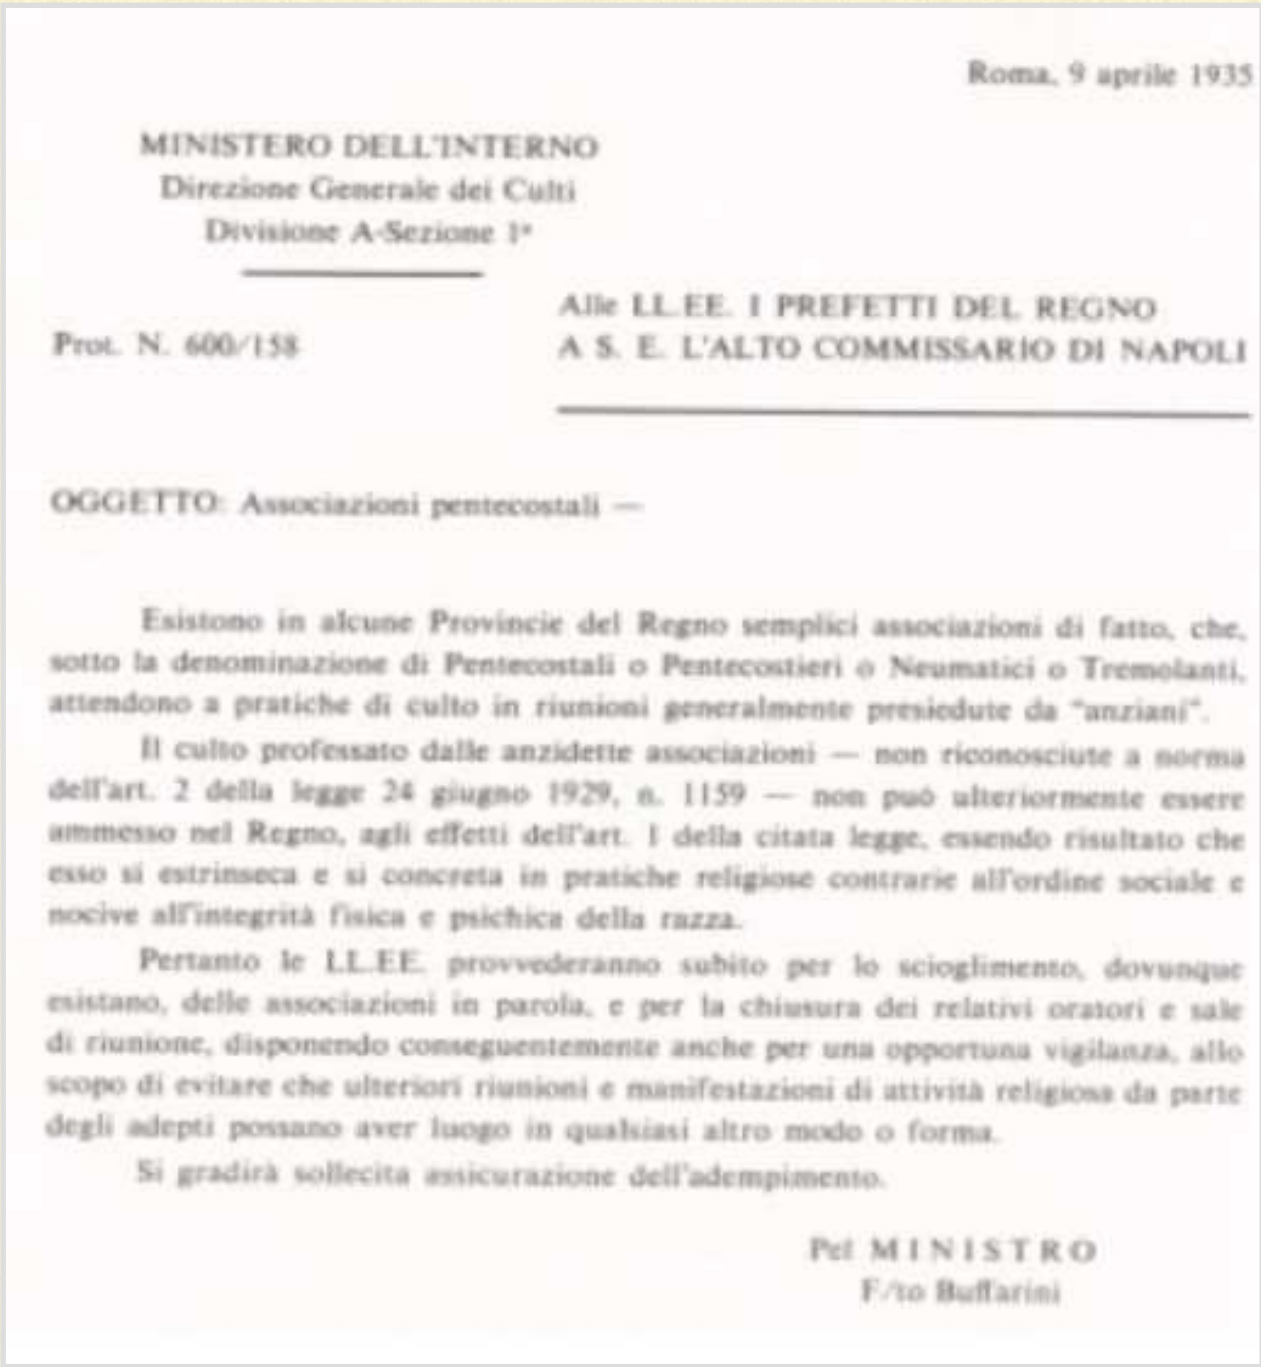 Roma, 9 aprile 1935
MINISTERO DELL'INTERNO
Direzione Generale dei Culti
Divisione A-Sezione 1ª
Alle LL.EE. I PREFETTI DEL REGNO
Prot. N. 600/158
A S. E. L'ALTO COMMISSARIO DI NAPOLI
OGGETTO: Associazioni pentecostali —
Esistono in alcune Provincie del Regno semplici associazioni di fatto, che,
sotto la denominazione di Pentecostali o Pentecostieri o Neumatici o Tremolanti,
attendono a pratiche di culto in riunioni generalmente presiedute da "anziani".
Il culto professato dalle anzidette associazioni — non riconosciute a norma
dell'art. 2 della legge 24 giugno 1929, n. 1159 — non può ulteriormente essere
ammesso nel Regno, agli effetti dell'art. 1 della citata legge, essendo risultato che
esso si estrinseca e si concreta in pratiche religiose contrarie all'ordine sociale e
nocive all'integrità fisica e psichica della razza.
Pertanto le LL.EE. provvederanno subito per lo scioglimento, dovunque
esistano, delle associazioni in parola, e per la chiusura dei relativi oratori e sale
di riunione, disponendo conseguentemente anche per una opportuna vigilanza, allo
scopo di evitare che ulteriori riunioni e manifestazioni di attività religiosa da parte
degli adepti possano aver luogo in qualsiasi altro modo o forma.
Si gradirà sollecita assicurazione dell'adempimento.
Pel MINISTRO
F/to Buffarini